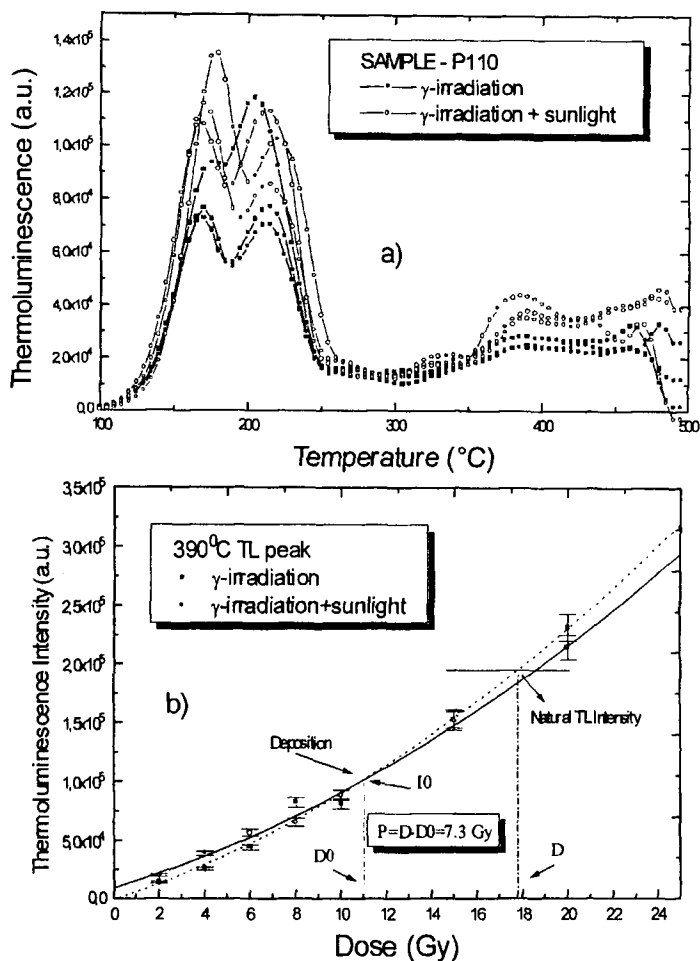 1,4x10⁵
1,2x10⁵
1,0x10⁵
8,0x10⁴
6,0x10⁴
4,0x10⁴
2,0x10⁴
0,0
Thermoluminescence (a.u.)
SAMPLE - P110
γ-irradiation
γ-irradiation + sunlight
a)
100 200 300 400 500
Temperature (°C)
3,5x10⁵
3,0x10⁵
2,5x10⁵
2,0x10⁵
1,5x10⁵
1,0x10⁵
5,0x10⁴
0,0
Thermoluminescence Intensity (a.u.)
390⁰C TL peak
γ-irradiation
γ-irradiation+sunlight
b)
Natural TL Intensity
Deposition
I0
P=D-D0=7.3 Gy
D0
D
0 2 4 6 8 10 12 14 16 18 20 22 24
Dose (Gy)